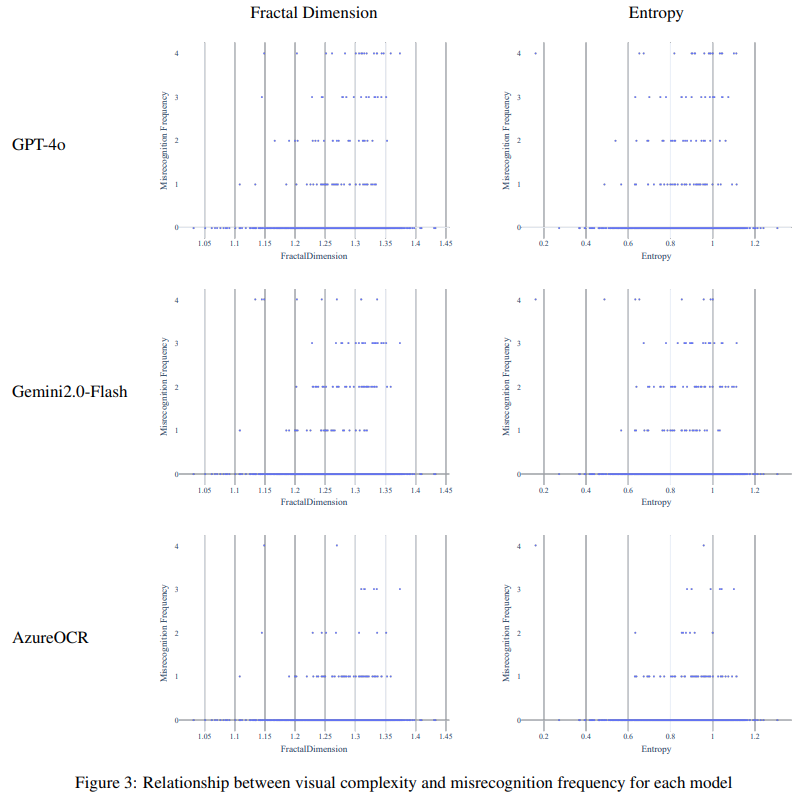 Fractal Dimension Entropy
GPT-4o
Misrecognition Frequency
4
3
2
1
0
1.05 1.1 1.15 1.2 1.25 1.3 1.35 1.4 1.45
FractalDimension
Misrecognition Frequency
4
3
2
1
0
0.2 0.4 0.6 0.8 1 1.2
Entropy
Gemini2.0-Flash
Misrecognition Frequency
4
3
2
1
0
1.05 1.1 1.15 1.2 1.25 1.3 1.35 1.4 1.45
FractalDimension
Misrecognition Frequency
4
3
2
1
0
0.2 0.4 0.6 0.8 1 1.2
Entropy
AzureOCR
Misrecognition Frequency
4
3
2
1
0
1.05 1.1 1.15 1.2 1.25 1.3 1.35 1.4 1.45
FractalDimension
Misrecognition Frequency
4
3
2
1
0
0.2 0.4 0.6 0.8 1 1.2
Entropy
Figure 3: Relationship between visual complexity and misrecognition frequency for each model